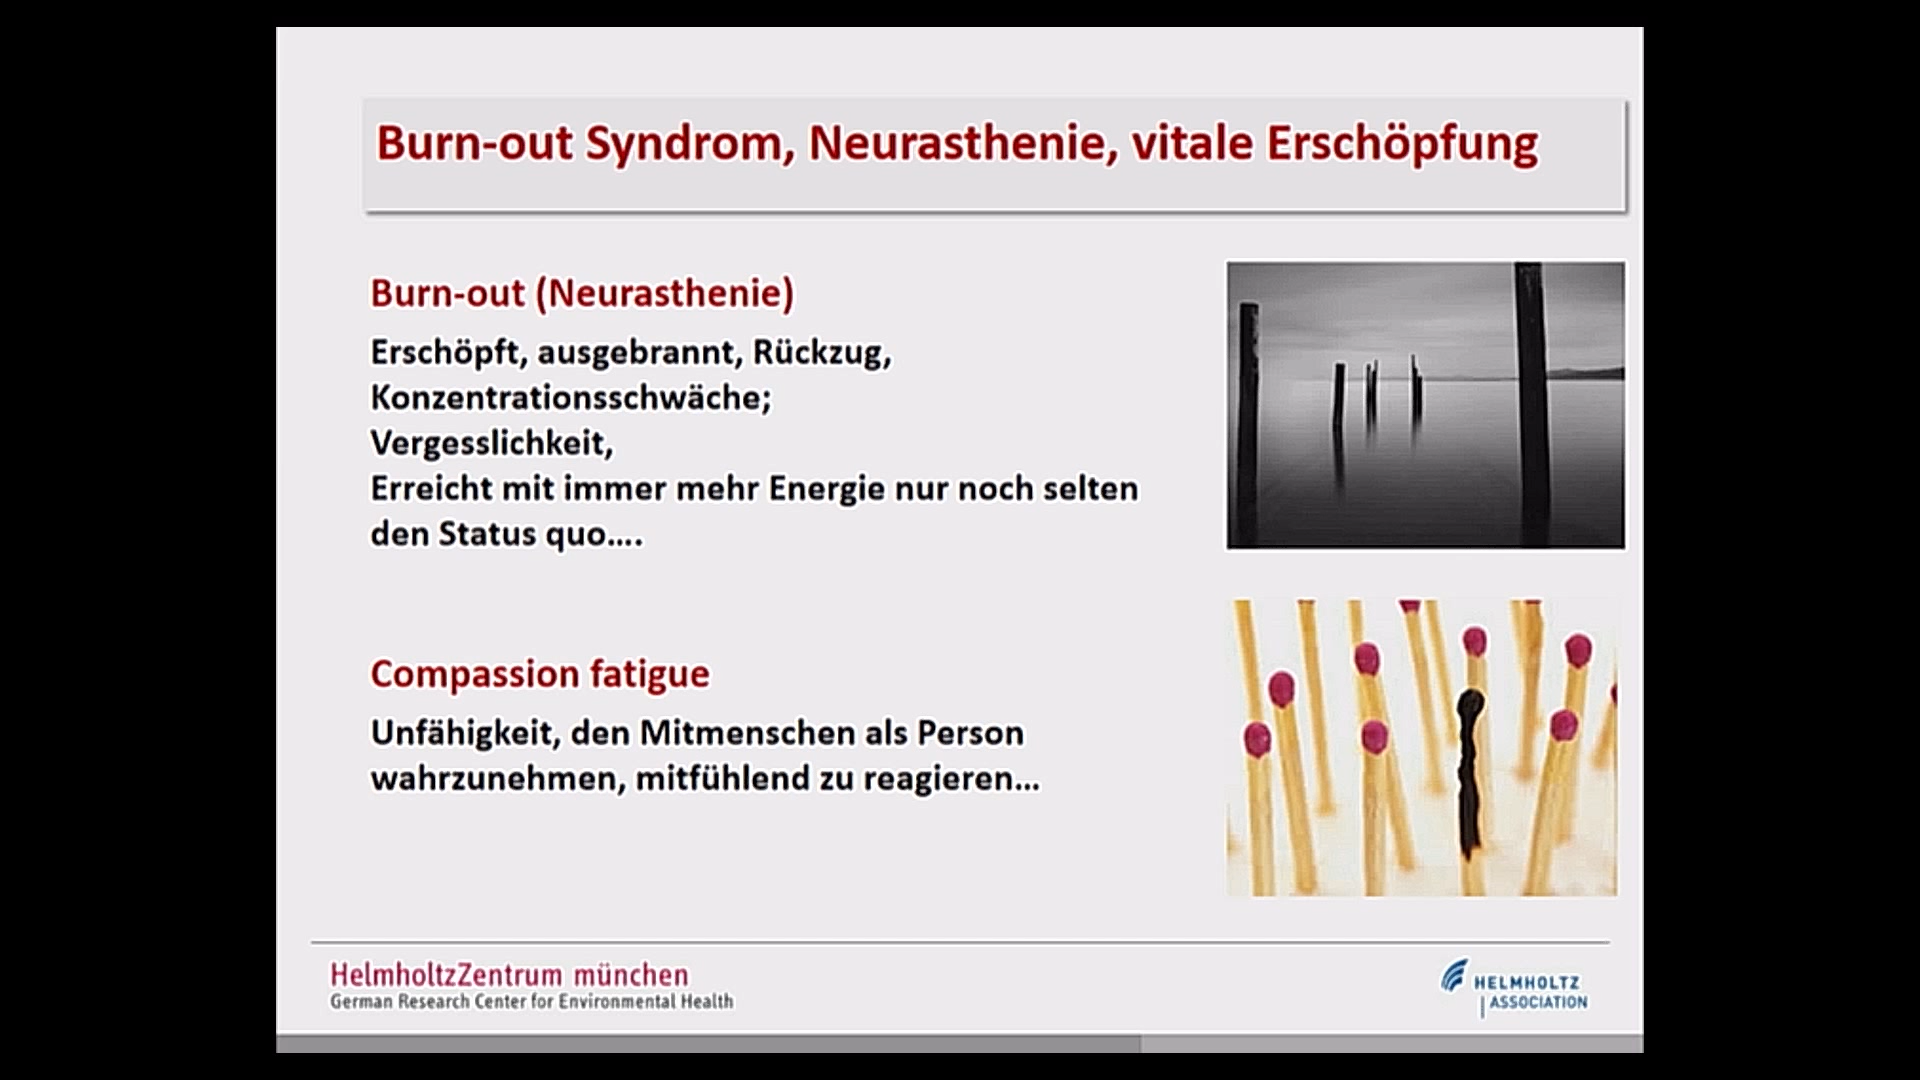 Burn-out Syndrom, Neurasthenie, vitale Erschöpfung
Burn-out (Neurasthenie)
Erschöpft, ausgebrannt, Rückzug,
Konzentrationsschwäche;
Vergesslichkeit,
Erreicht mit immer mehr Energie nur noch selten
den Status quo....
Compassion fatigue
Unfähigkeit, den Mitmenschen als Person
wahrzunehmen, mitfühlend zu reagieren...
HelmholtzZentrum münchen
German Research Center for Environmental Health
HELMHOLTZ
ASSOCIATION